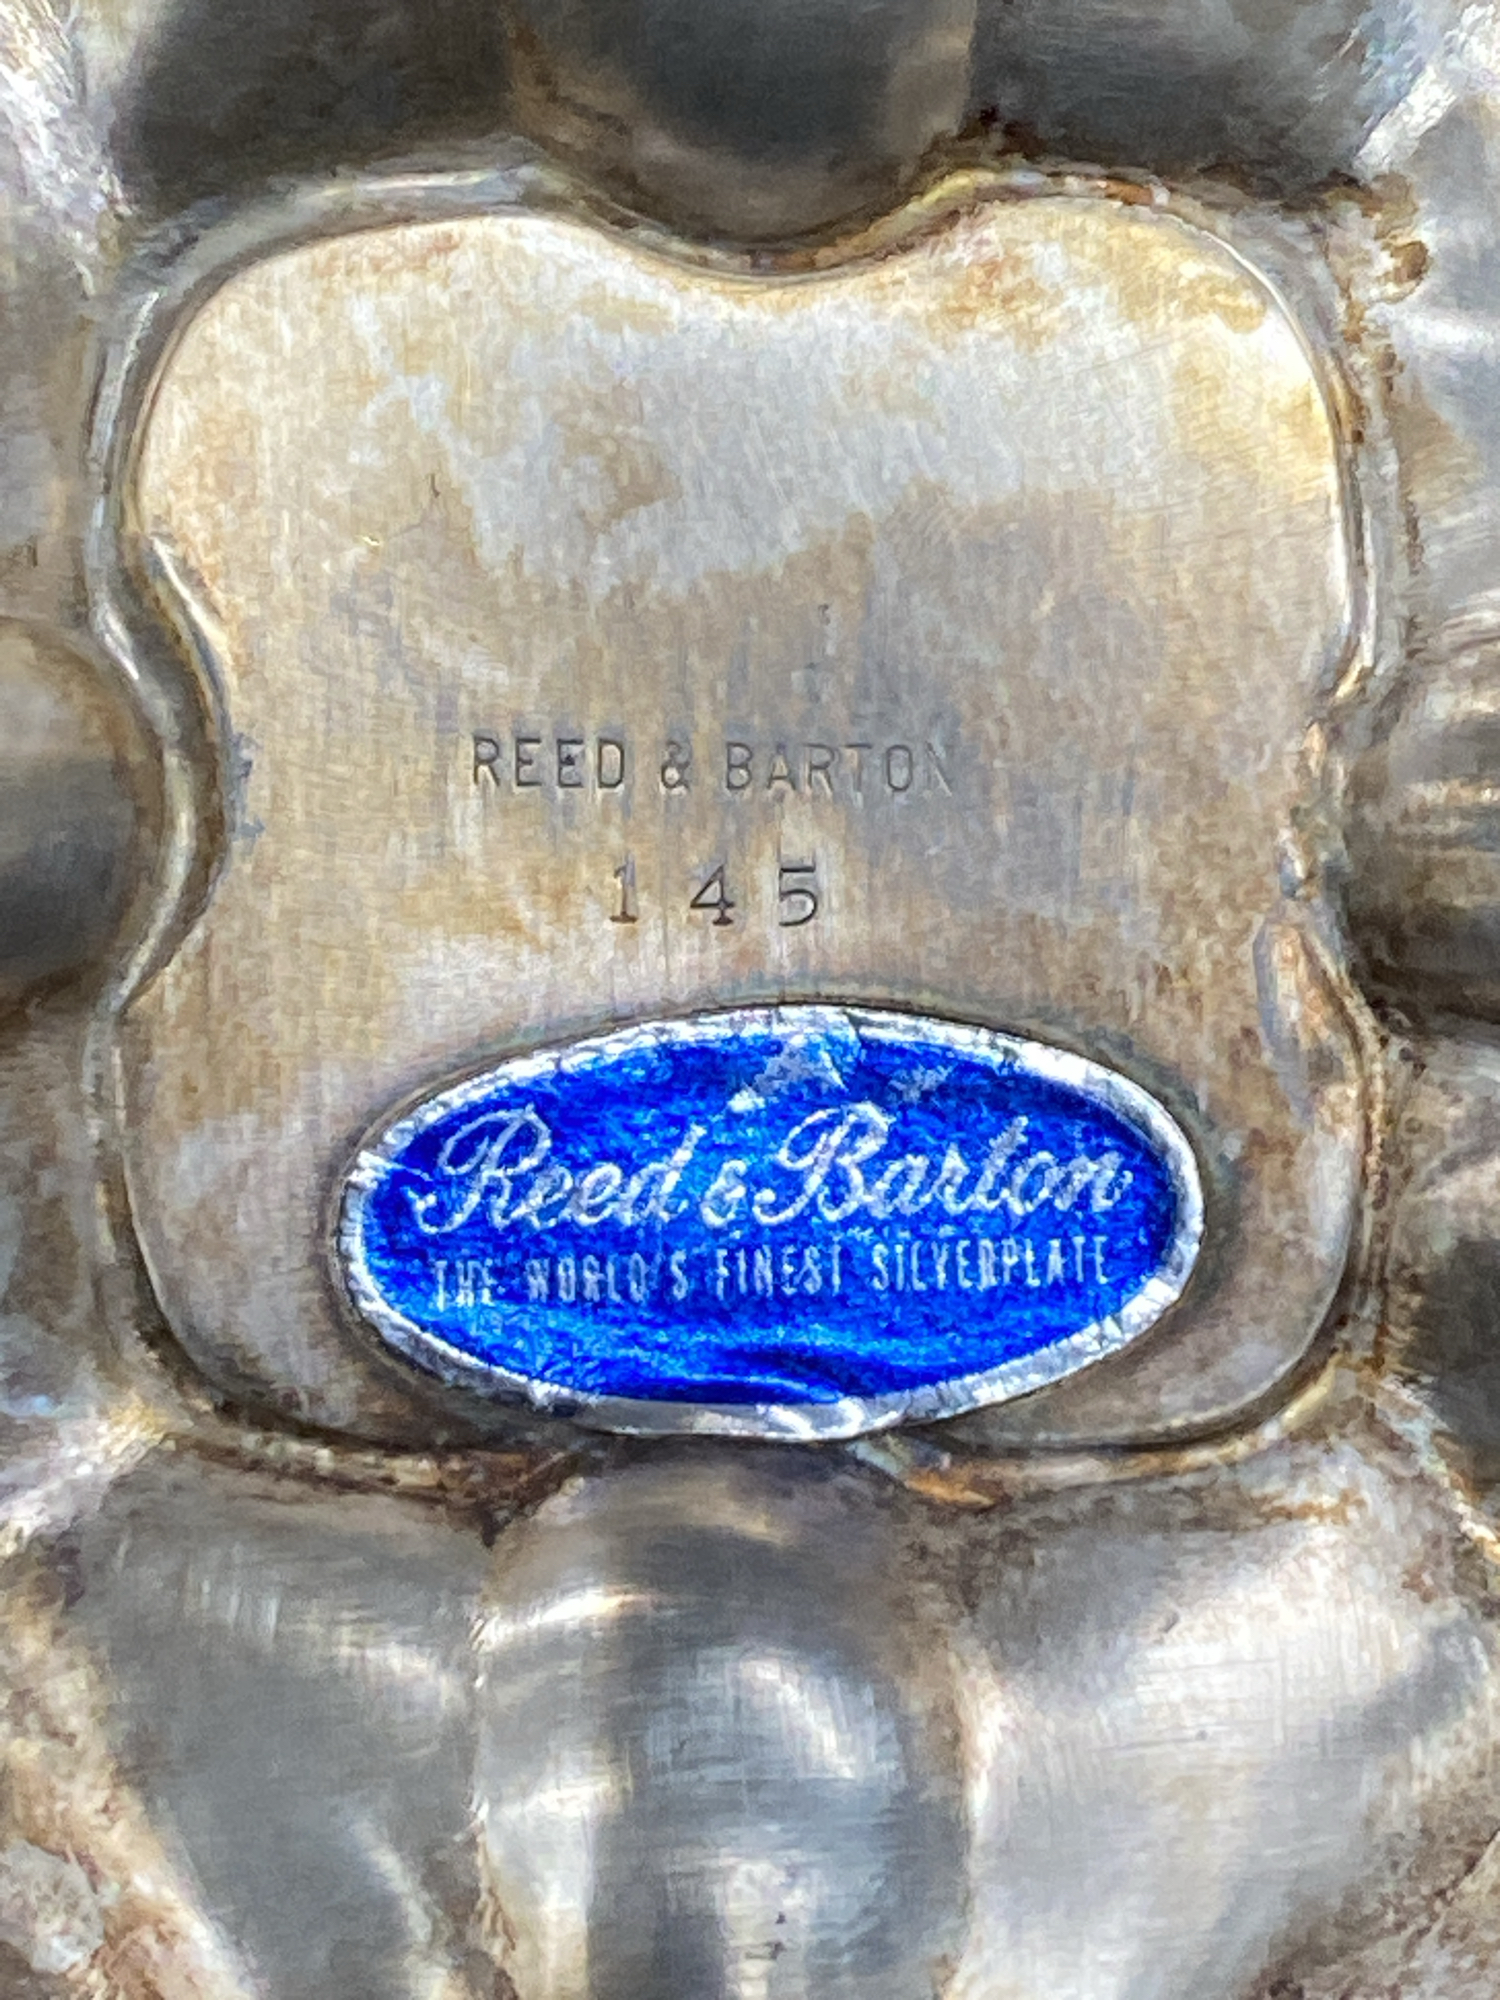 REED & BARTON
145
Reed & Barton
THE WORLD'S FINEST SILVERPLATE